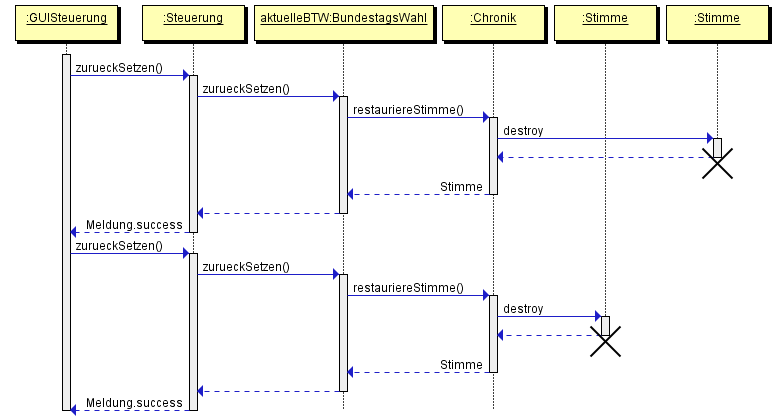 :GUISteuerung
:Steuerung
aktuelleBTW:BundestagsWahl
:Chronik
:Stimme
:Stimme
zurueckSetzen()
zurueckSetzen()
restauriereStimme()
destroy
Stimme
Meldung.success
zurueckSetzen()
zurueckSetzen()
restauriereStimme()
destroy
Stimme
Meldung.success